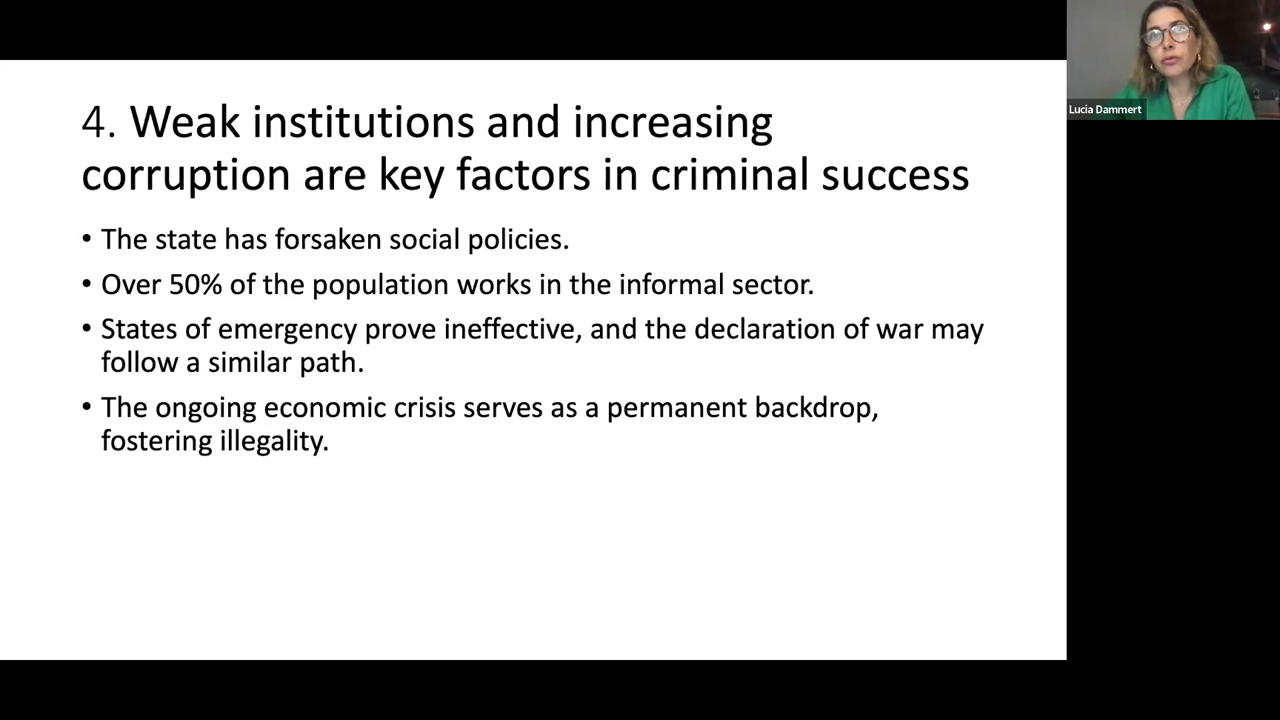 4. Weak institutions and increasing
corruption are key factors in criminal success
• The state has forsaken social policies.
• Over 50% of the population works in the informal sector.
• States of emergency prove ineffective, and the declaration of war may
follow a similar path.
• The ongoing economic crisis serves as a permanent backdrop,
fostering illegality.
Lucia Dammert